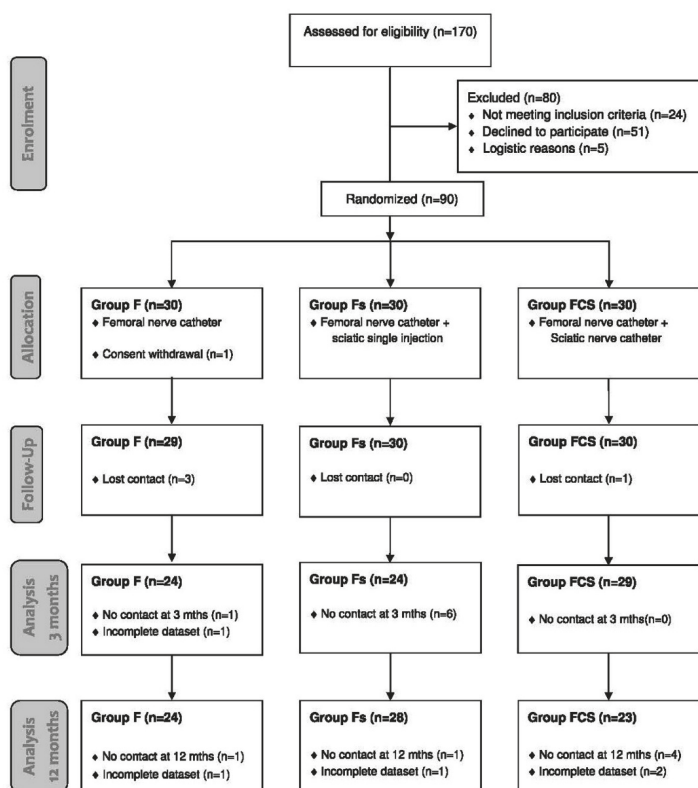 Assessed for eligibility (n=170)
Enrolment
Excluded (n=80)
♦ Not meeting inclusion criteria (n=24)
♦ Declined to participate (n=51)
♦ Logistic reasons (n=5)
Randomized (n=90)
Allocation
Group F (n=30)
♦ Femoral nerve catheter
♦ Consent withdrawal (n=1)
Group Fs (n=30)
♦ Femoral nerve catheter +
sciatic single injection
Group FCS (n=30)
♦ Femoral nerve catheter +
Sciatic nerve catheter
Follow-Up
Group F (n=29)
♦ Lost contact (n=3)
Group Fs (n=30)
♦ Lost contact (n=0)
Group FCS (n=30)
♦ Lost contact (n=1)
Analysis
3 months
Group F (n=24)
♦ No contact at 3 mths (n=1)
♦ Incomplete dataset (n=1)
Group Fs (n=24)
♦ No contact at 3 mths (n=6)
Group FCS (n=29)
♦ No contact at 3 mths(n=0)
Analysis
12 months
Group F (n=24)
♦ No contact at 12 mths (n=1)
♦ Incomplete dataset (n=1)
Group Fs (n=28)
♦ No contact at 12 mths (n=1)
♦ Incomplete dataset (n=1)
Group FCS (n=23)
♦ No contact at 12 mths (n=4)
♦ Incomplete dataset (n=2)